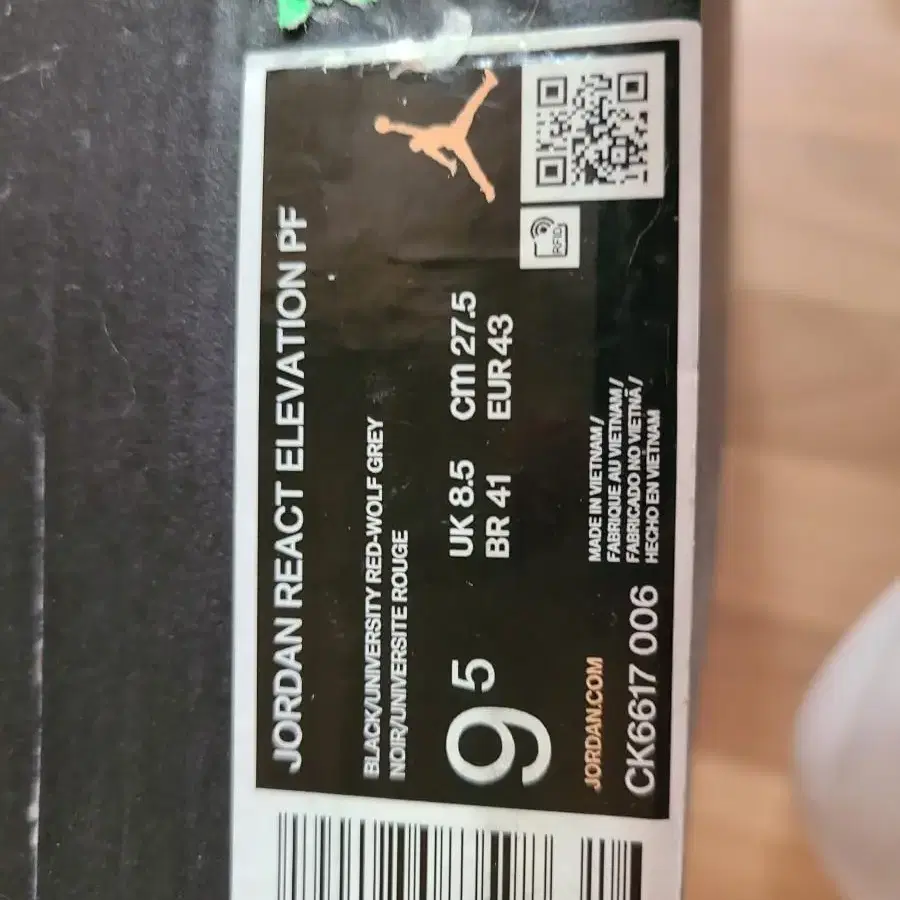 JORDAN REACT ELEVATION PF
BLACK/UNIVERSITY RED-WOLF GREY
NOIR/UNIVERSITE ROUGE
9 5
UK 8.5 cm 27.5
BR 41 EUR 43
RFID
JORDAN.COM
CK6617 006
MADE IN VIETNAM /
FABRIQUE AU VIETNAM /
FABRICADO NO VIETNÃ /
HECHO EN VIETNAM